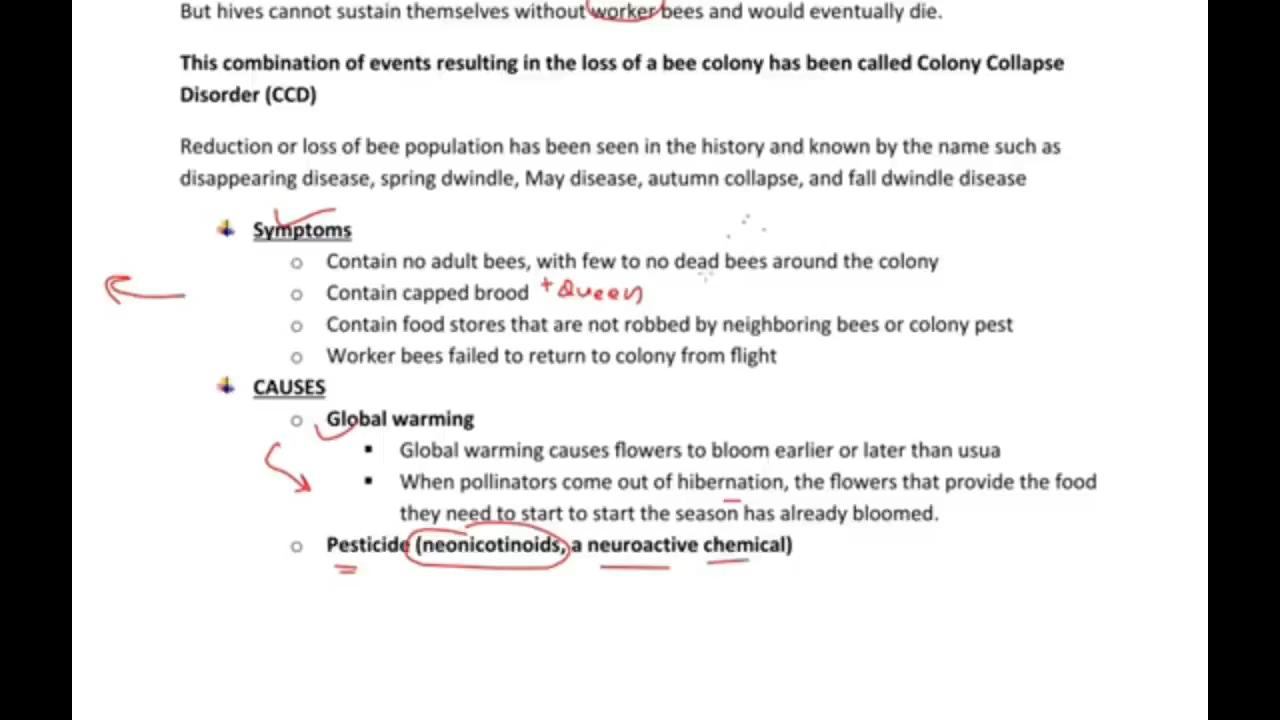 But hives cannot sustain themselves without worker bees and would eventually die.
This combination of events resulting in the loss of a bee colony has been called Colony Collapse
Disorder (CCD)
Reduction or loss of bee population has been seen in the history and known by the name such as
disappearing disease, spring dwindle, May disease, autumn collapse, and fall dwindle disease
Symptoms
o Contain no adult bees, with few to no dead bees around the colony
o Contain capped brood + Queen
o Contain food stores that are not robbed by neighboring bees or colony pest
o Worker bees failed to return to colony from flight
CAUSES
o Global warming
▪ Global warming causes flowers to bloom earlier or later than usua
▪ When pollinators come out of hibernation, the flowers that provide the food
they need to start to start the season has already bloomed.
o Pesticide (neonicotinoids, a neuroactive chemical)